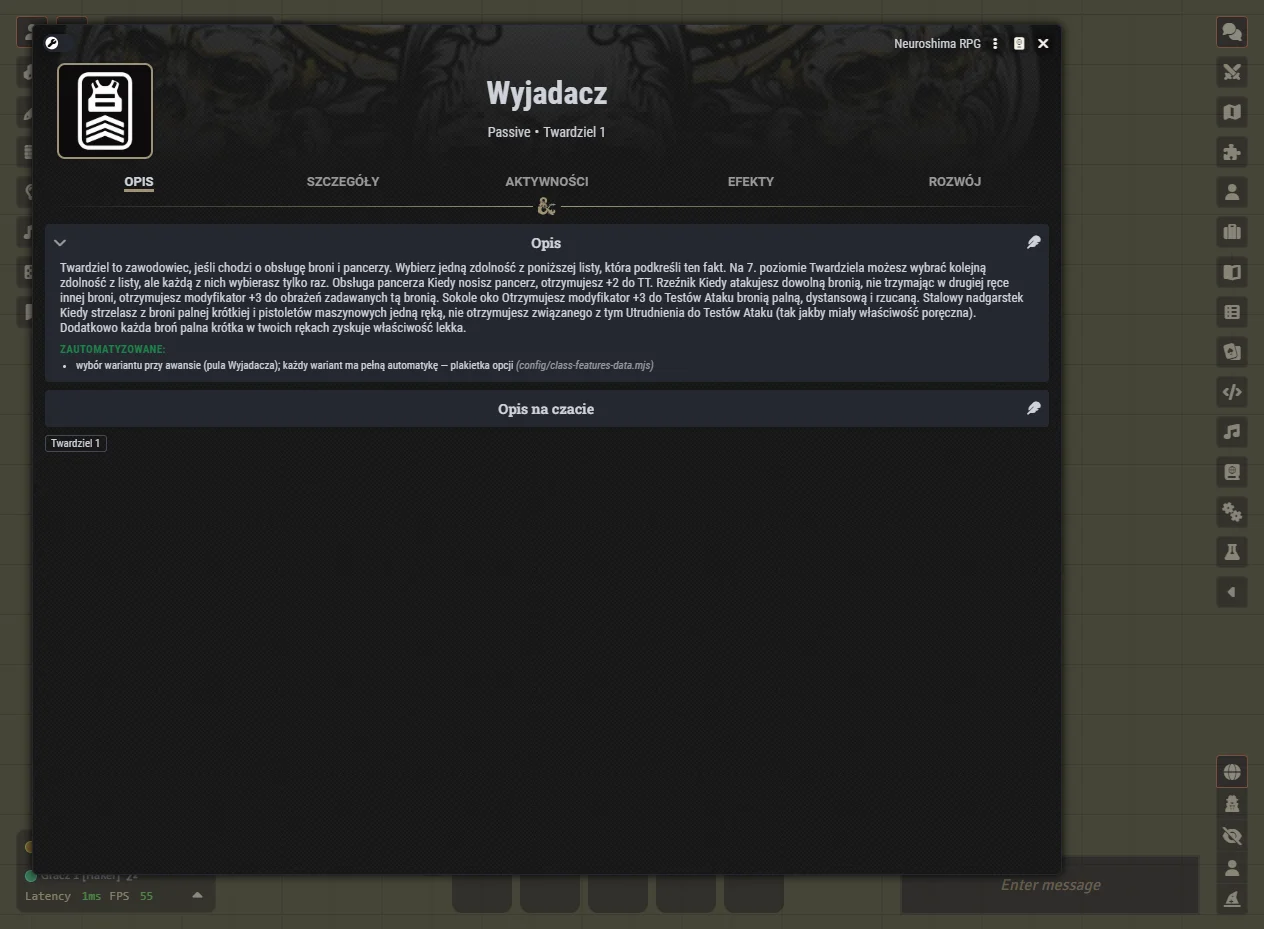 Neuroshima RPG
Wyjadacz
Passive • Twardziel 1
OPIS
SZCZEGÓŁY
AKTYWNOŚCI
EFEKTY
ROZWÓJ
Opis
Twardziel to zawodowiec, jeśli chodzi o obsługę broni i pancerzy. Wybierz jedną zdolność z poniższej listy, która podkreśli ten fakt. Na 7. poziomie Twardziela możesz wybrać kolejną
zdolność z listy, ale każdą z nich wybierasz tylko raz. Obsługa pancerza Kiedy nosisz pancerz, otrzymujesz +2 do TT. Rzeźnik Kiedy atakujesz dowolną bronią, nie trzymając w drugiej ręce
innej broni, otrzymujesz modyfikator +3 do obrażeń zadawanych tą bronią. Sokole oko Otrzymujesz modyfikator +3 do Testów Ataku bronią palną, dystansową i rzucaną. Stalowy nadgarstek
Kiedy strzelasz z broni palnej krótkiej i pistoletów maszynowych jedną ręką, nie otrzymujesz związanego z tym Utrudnienia do Testów Ataku (tak jakby miały właściwość poręczna).
Dodatkowo każda broń palna krótka w twoich rękach zyskuje właściwość lekka.
ZAUTOMATYZOWANE:
• wybór wariantu przy awansie (pula Wyjadacza); każdy wariant ma pełną automatykę — plakietka opcji (config/class-features-data.mjs)
Opis na czacie
Twardziel 1
Gracz 1 [Haker]
Latency 1ms FPS 55
Enter message